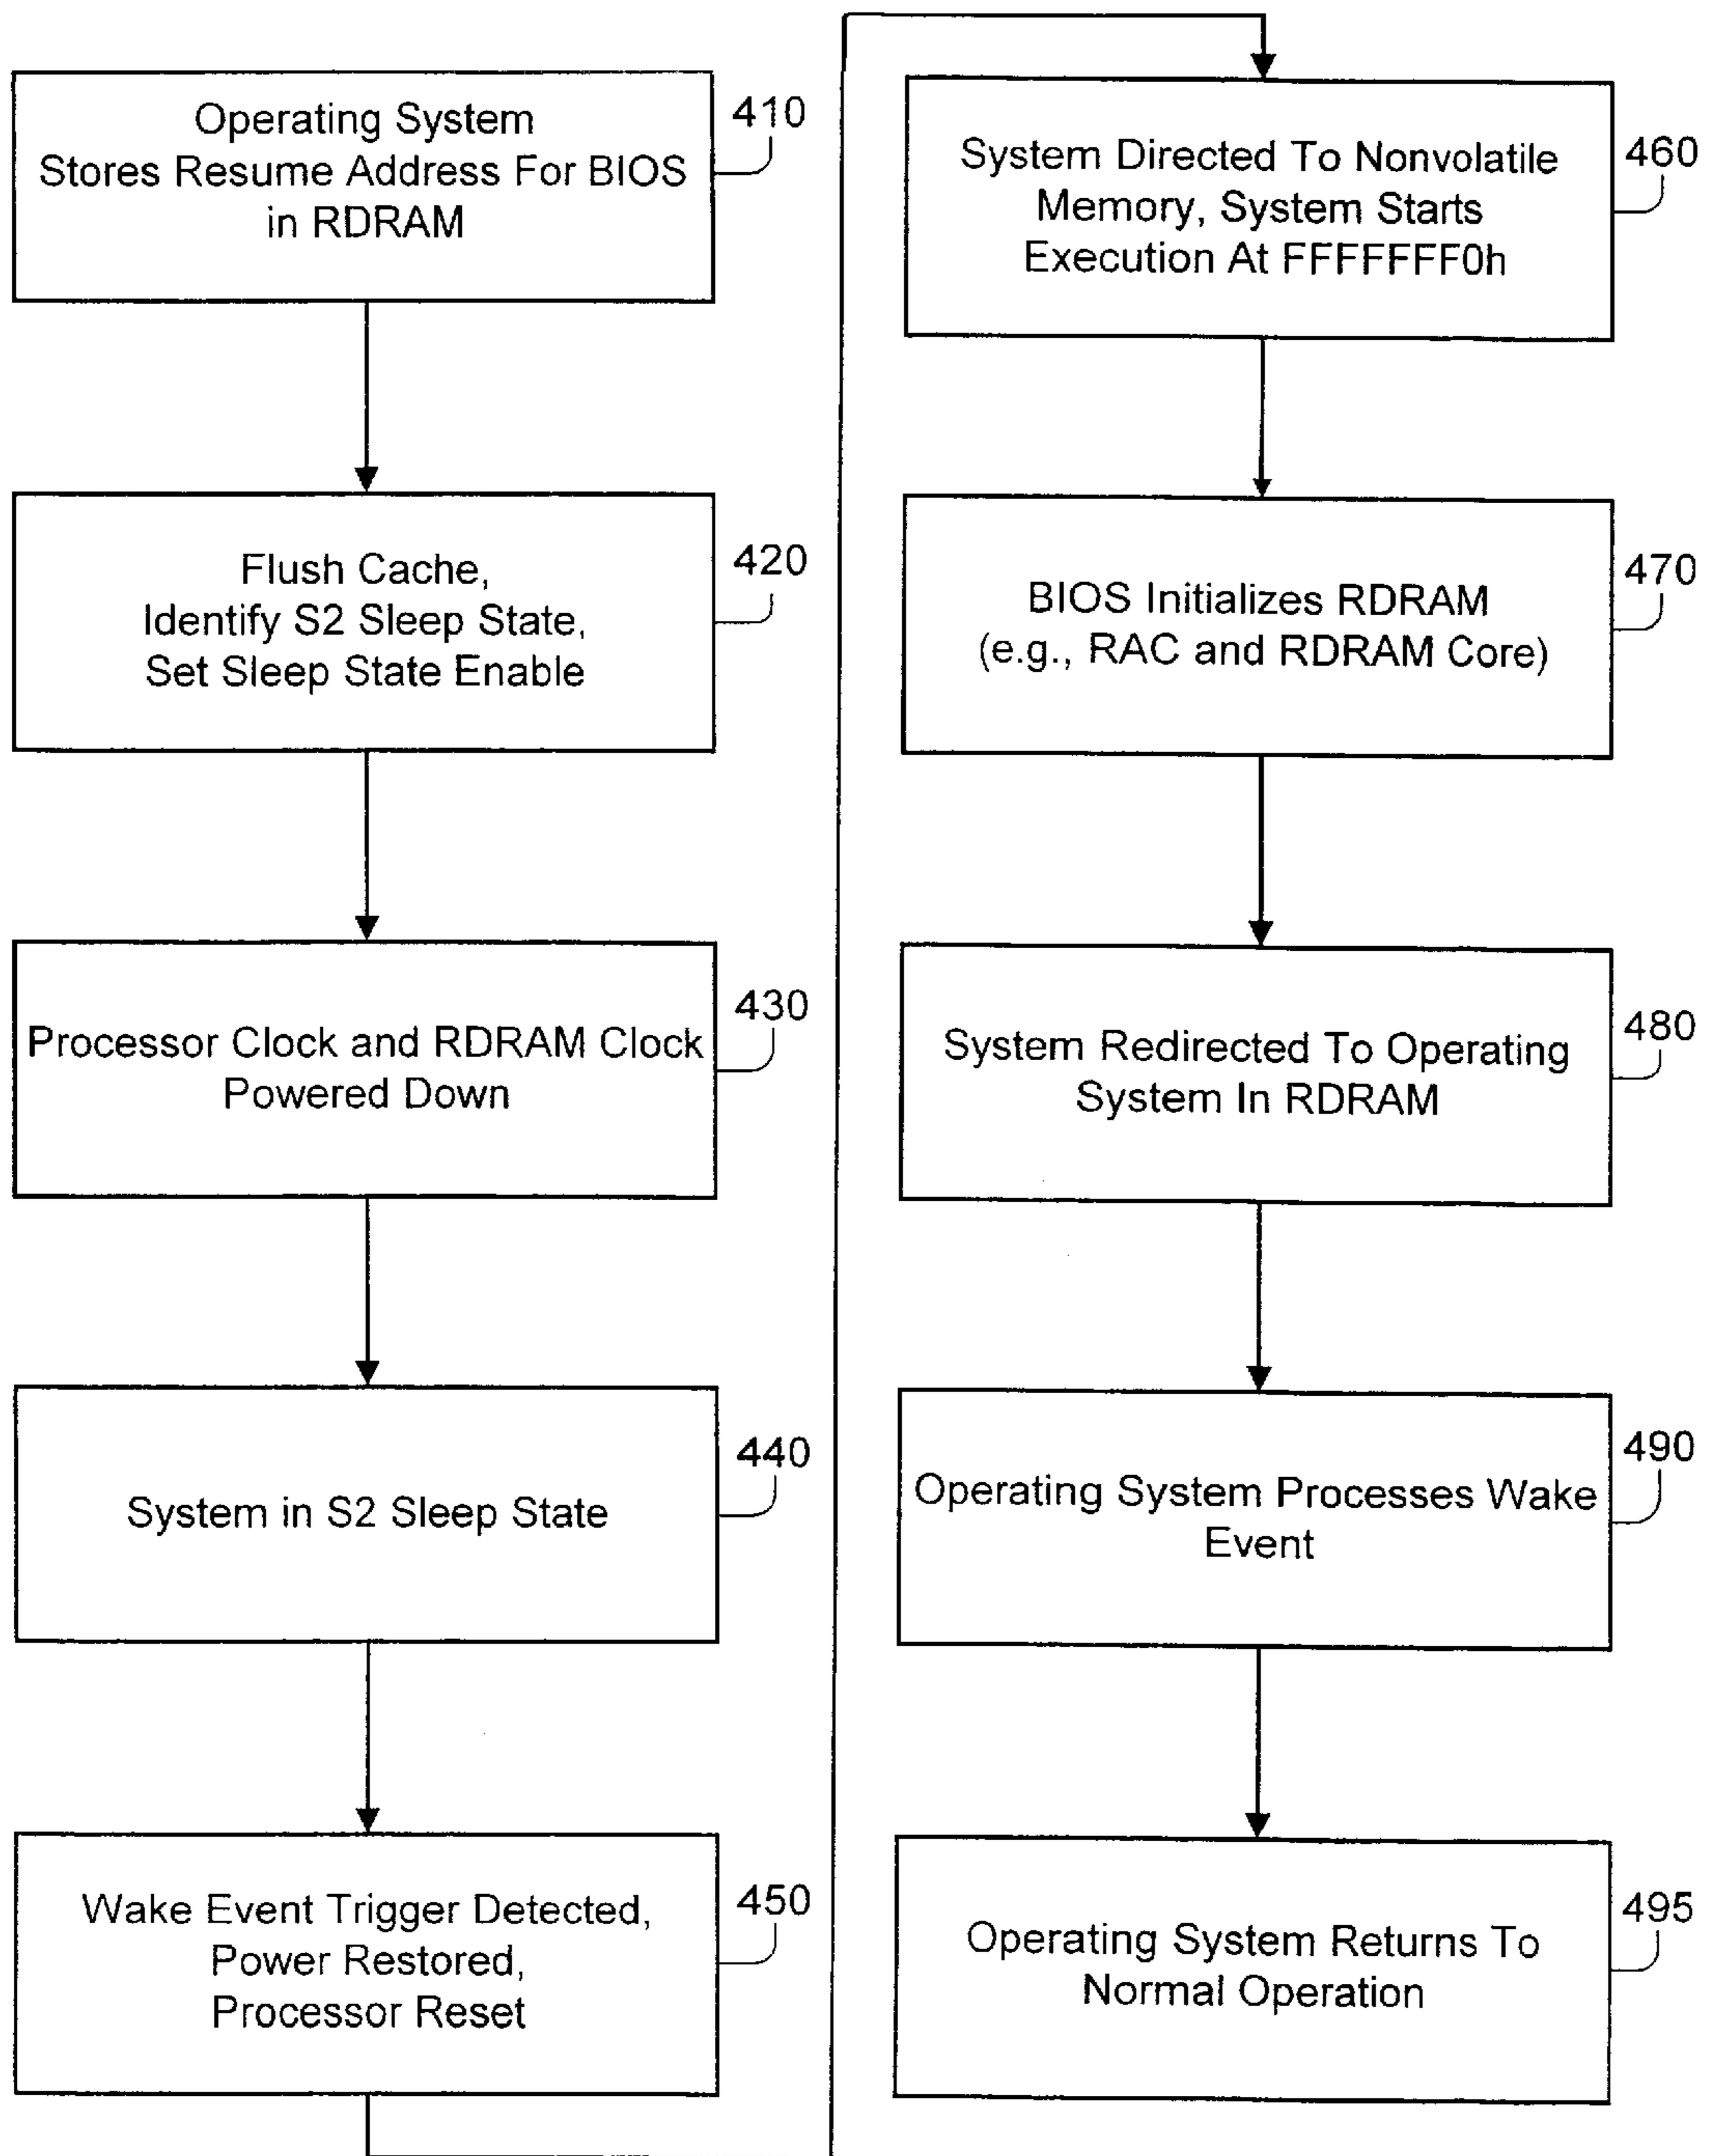 Operating System
Stores Resume Address For BIOS
in RDRAM
410
Flush Cache,
Identify S2 Sleep State,
Set Sleep State Enable
420
Processor Clock and RDRAM Clock
Powered Down
430
System in S2 Sleep State
440
Wake Event Trigger Detected,
Power Restored,
Processor Reset
450
System Directed To Nonvolatile
Memory, System Starts
Execution At FFFFFFF0h
460
BIOS Initializes RDRAM
(e.g., RAC and RDRAM Core)
470
System Redirected To Operating
System In RDRAM
480
Operating System Processes Wake
Event
490
Operating System Returns To
Normal Operation
495